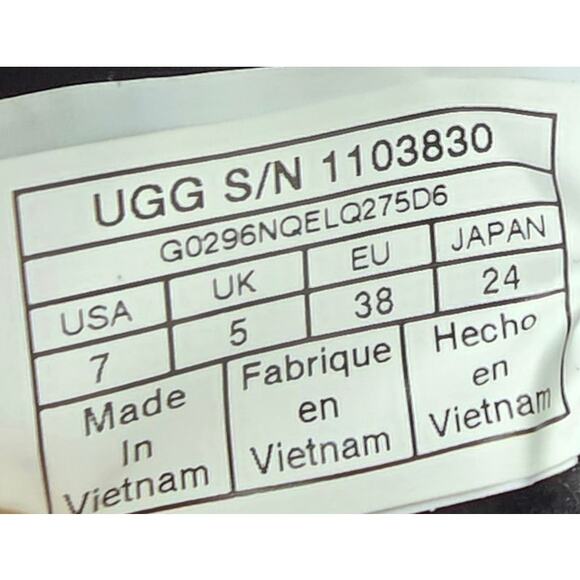 UGG S/N 1103830
G0296NQELQ275D6
USA UK EU JAPAN
7 5 38 24
Made In Vietnam
Fabrique en Vietnam
Hecho en Vietnam